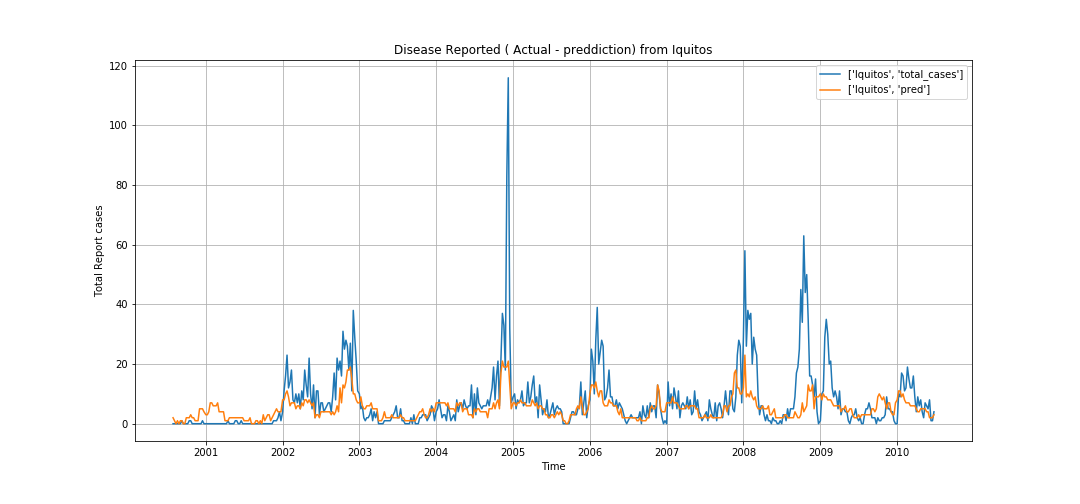 Disease Reported ( Actual - preddiction) from Iquitos
['Iquitos', 'total_cases']
['Iquitos', 'pred']
Total Report cases
120
100
80
60
40
20
0
2001 2002 2003 2004 2005 2006 2007 2008 2009 2010
Time